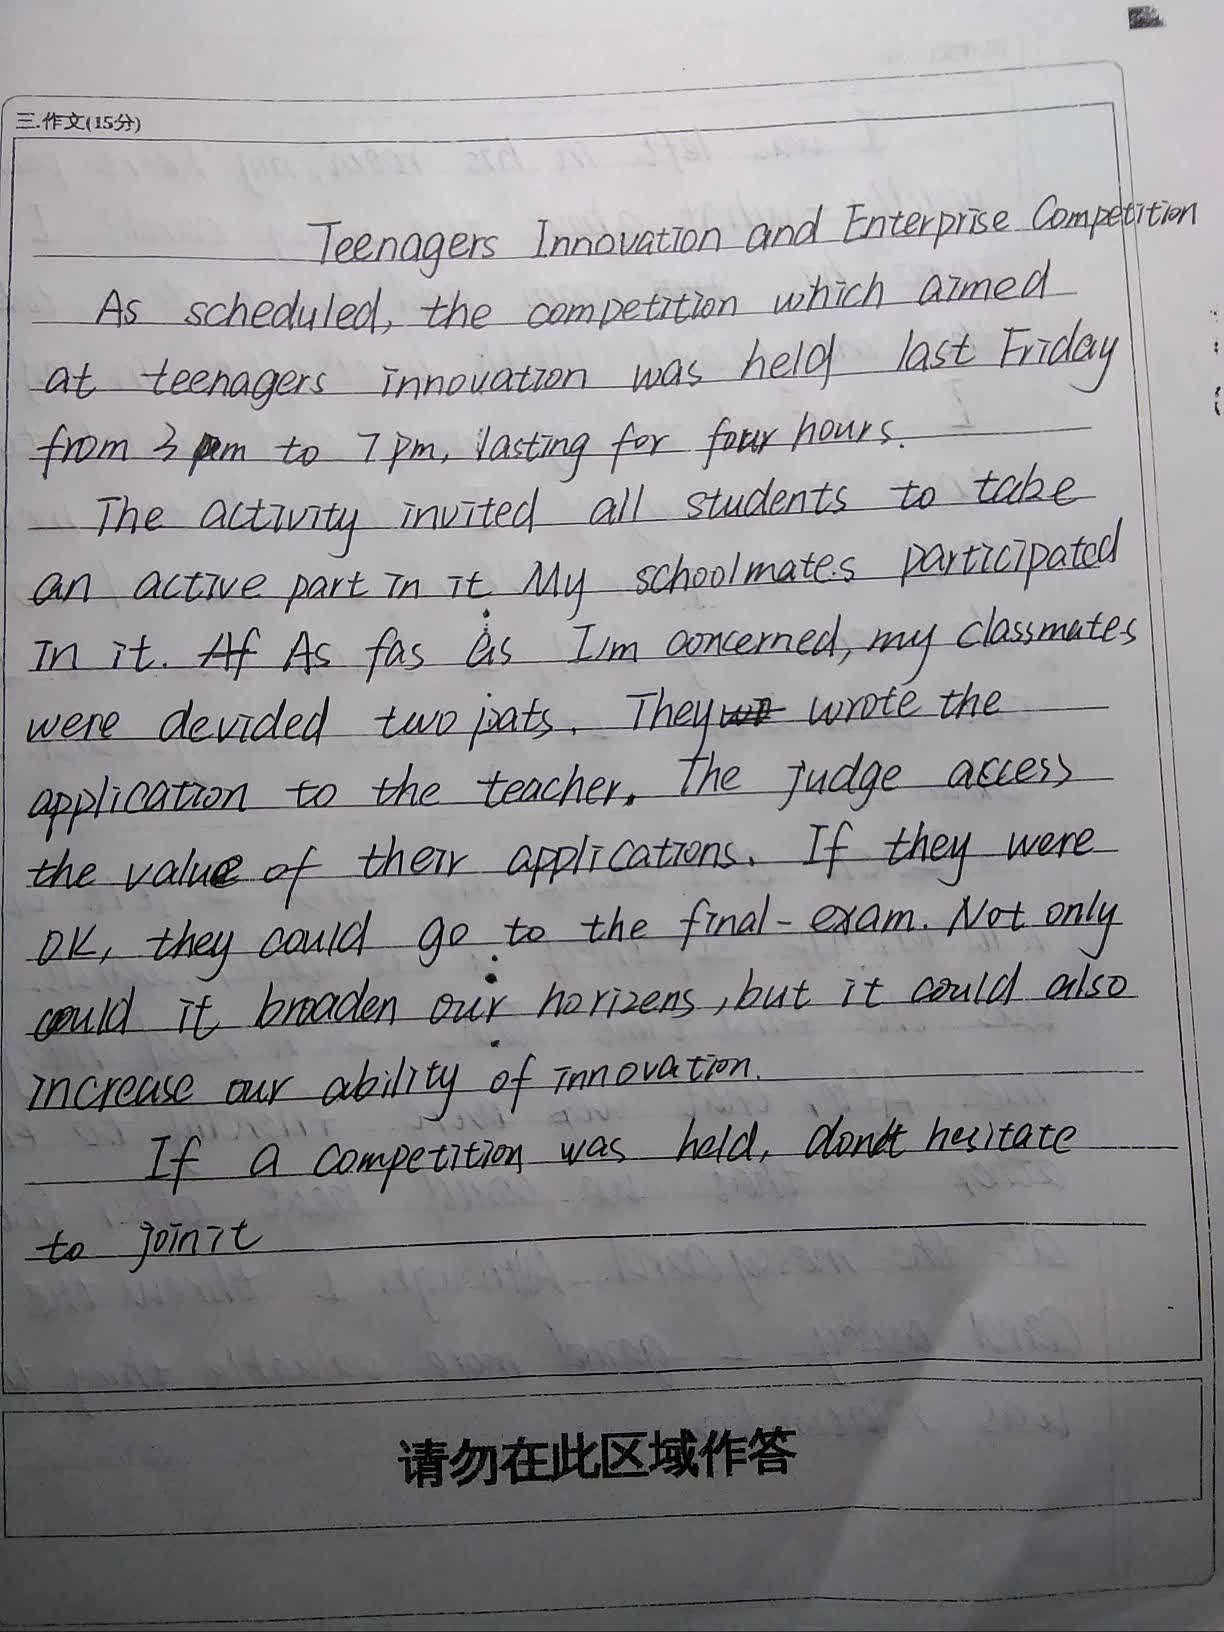 三.作文(15分)
Teenagers Innovation and Enterprise Competition
As scheduled, the competition which aimed
at teenagers innovation was held last Friday
from 3 pm to 7 pm, lasting for four hours.
The activity invited all students to take
an active part in it. My schoolmates participated
in it. Af As fas as I'm concerned, my classmates
were devided two pats. They we wrote the
application to the teacher. The judge access
the value of their applications. If they were
OK, they could go to the final-exam. Not only
could it broaden our horizens, but it could also
increase our ability of innovation.
If a competition was held, dondt hesitate
to join it
请勿在此区域作答